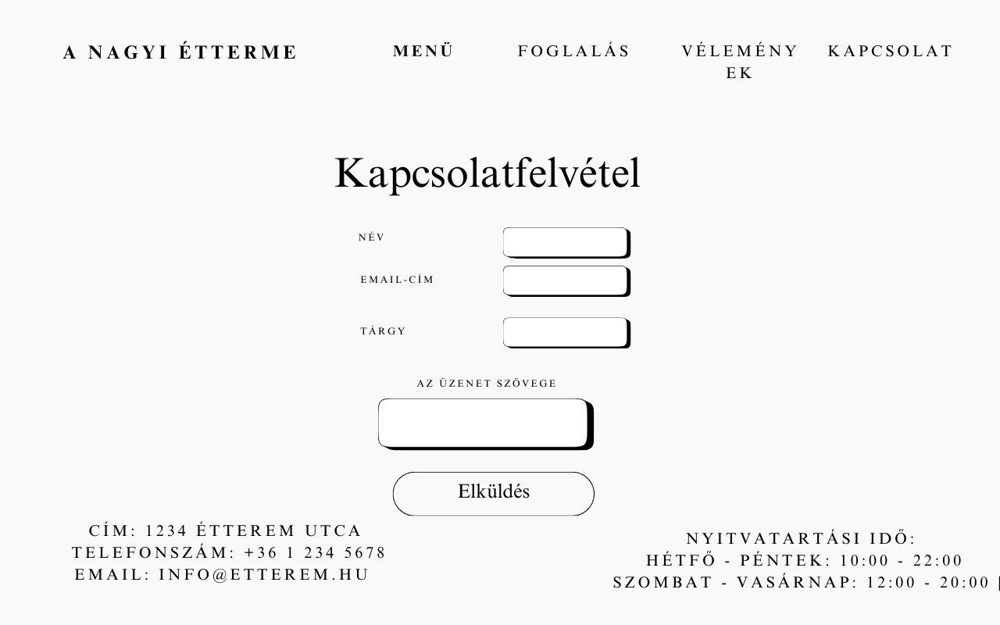 A NAGYI ÉTTERME
MENÜ
FOGLALÁS
VÉLEMÉNY
EK
KAPCSOLAT
Kapcsolatfelvétel
NÉV
EMAIL-CÍM
TÁRGY
AZ ÜZENET SZÖVEGE
Elküldés
CÍM: 1234 ÉTTEREM UTCA
TELEFONSZÁM: +36 1 234 5678
EMAIL: INFO@ETTEREM.HU
NYITVATARTÁSI IDŐ:
HÉTFŐ - PÉNTEK: 10:00 - 22:00
SZOMBAT - VASÁRNAP: 12:00 - 20:00